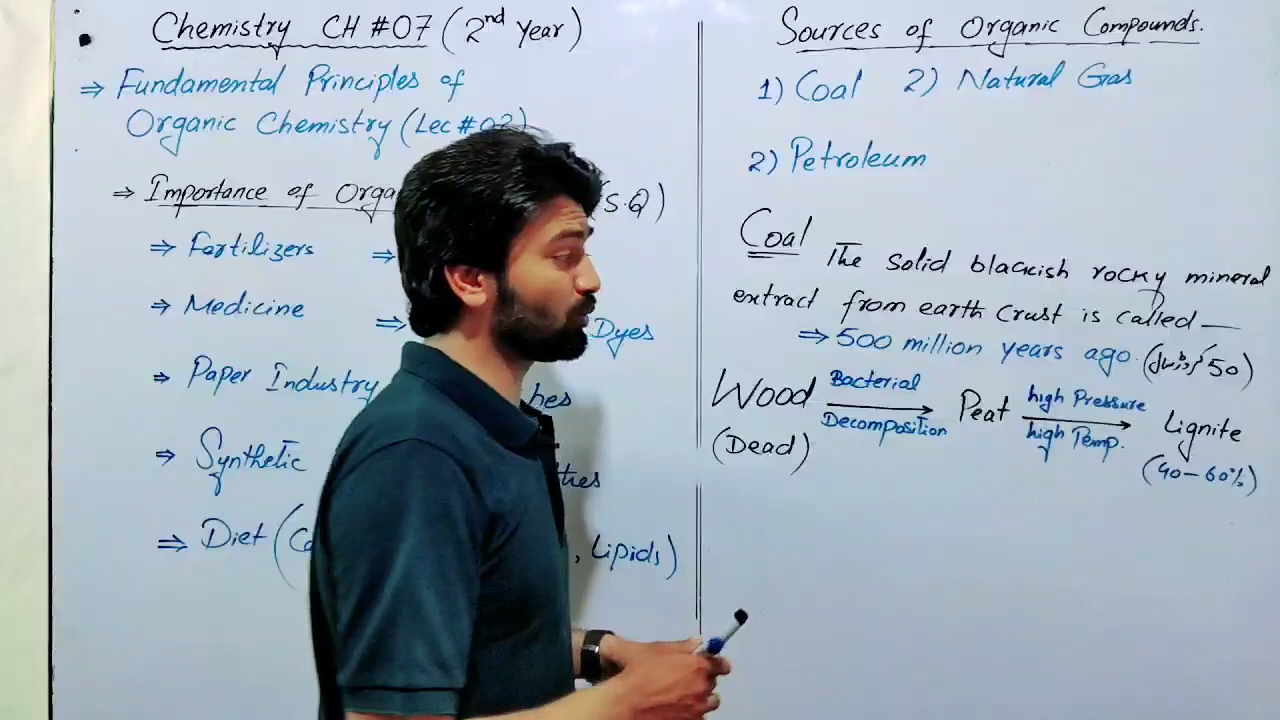 Chemistry CH #07 (2nd Year)
⇒ Fundamental Principles of
Organic Chemistry (Lec #02)
⇒ Importance of Orga
(S.Q)
⇒ Fartilizers ⇒
⇒ Medicine ⇒ Dyes
⇒ Paper Industry hes
⇒ Synthetic
⇒ Diet (Ca , Lipids)
Sources of Organic Compounds.
1) Coal 2) Natural Gas
2) Petroleum
Coal The solid blackish rocky mineral
extract from earth crust is called —
⇒ 500 million years ago. (50
Wood Bacterial Decomposition Peat high Pressure high Temp. Lignite
(Dead) (40-60%)